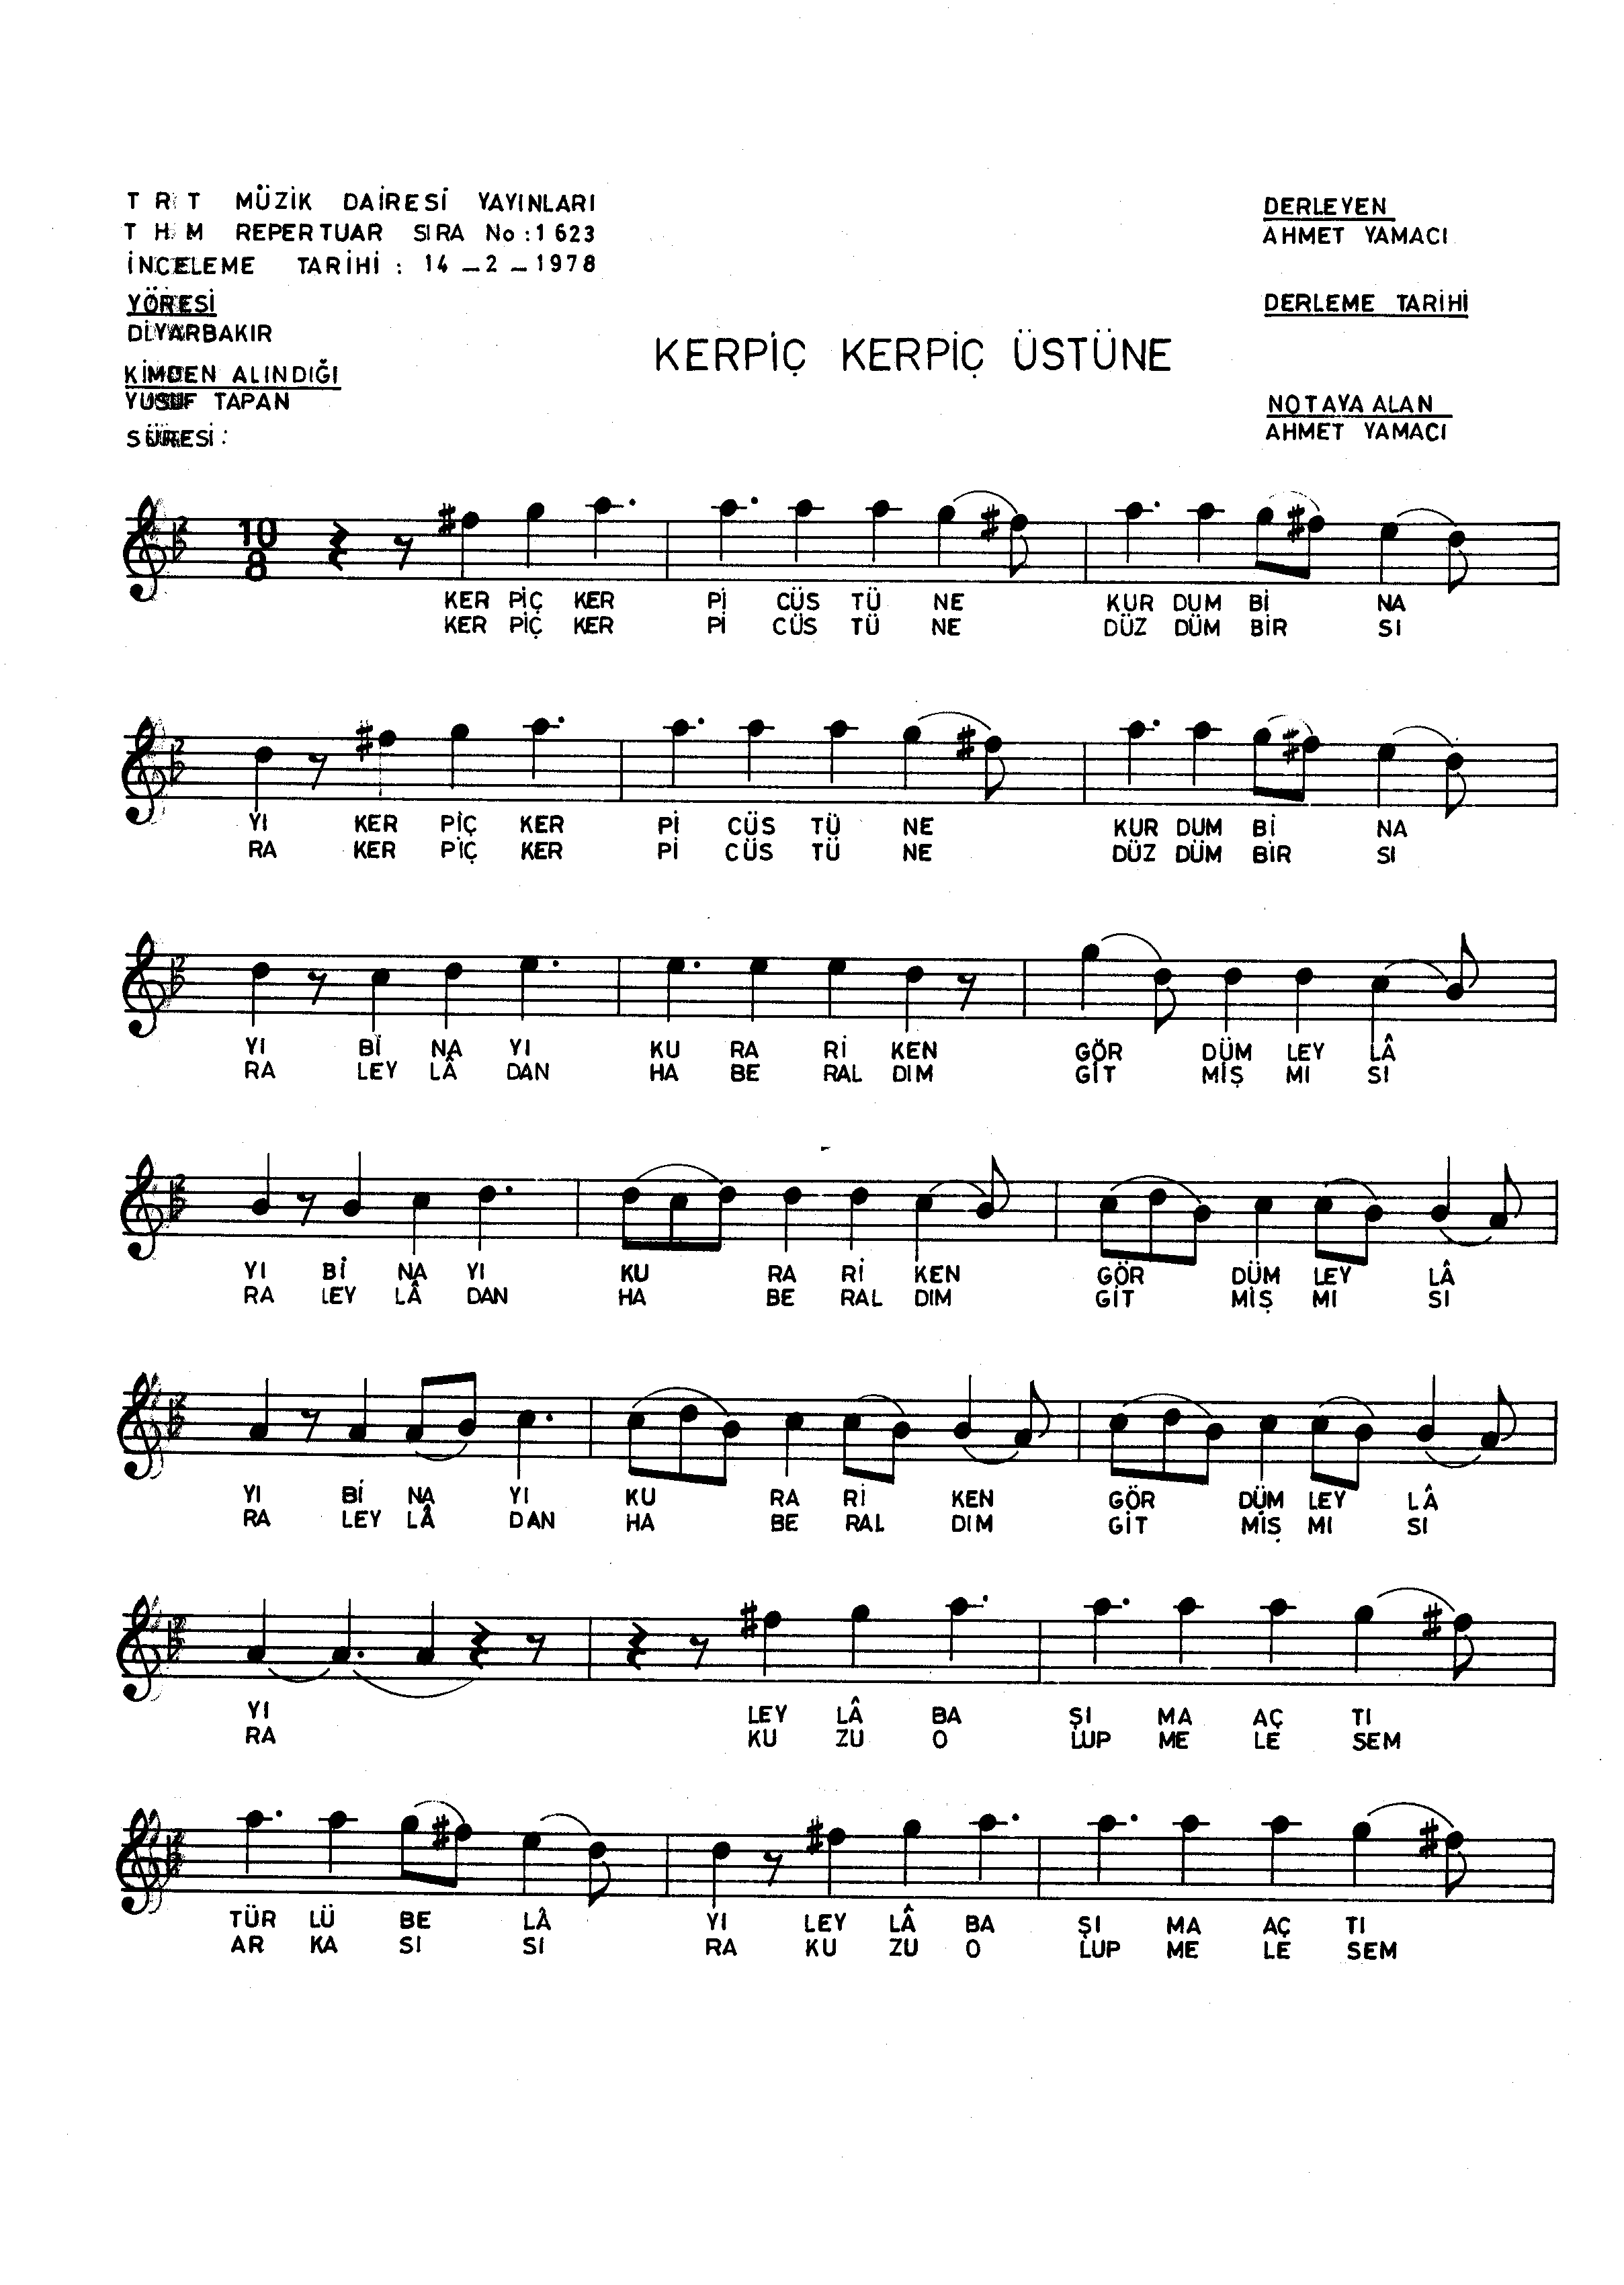 T R T MÜZİK DAİRESİ YAYINLARI
T H M REPERTUAR SIRA No : 1623
İNCELEME TARİHİ : 14 - 2 - 1978
YÖRESİ
DİYARBAKIR
KİMDEN ALINDIĞI
YUSUF TAPAN
SÜRESİ :
DERLEYEN
AHMET YAMACI
DERLEME TARİHİ
NOTAYA ALAN
AHMET YAMACI
KERPİÇ KERPİÇ ÜSTÜNE
10
8
KER PİÇ KER Pİ CÜS TÜ NE KUR DUM Bİ NA
KER PİÇ KER Pİ CÜS TÜ NE DÜZ DÜM BİR SI
YI KER PİÇ KER Pİ CÜS TÜ NE KUR DUM Bİ NA
RA KER PİÇ KER Pİ CÜS TÜ NE DÜZ DÜM BİR SI
YI Bİ NA YI KU RA Rİ KEN GÖR DÜM LEY LÂ
RA LEY LÂ DAN HA BE RAL DIM GİT MİŞ MI SI
YI Bİ NA YI KU RA Rİ KEN GÖR DÜM LEY LÂ
RA LEY LÂ DAN HA BE RAL DIM GİT MİŞ MI SI
YI Bİ NA YI KU RA Rİ KEN GÖR DÜM LEY LÂ
RA LEY LÂ DAN HA BE RAL DIM GİT MİŞ MI SI
YI LEY LÂ BA ŞI MA AÇ TI
RA KU ZU O LUP ME LE SEM
TÜR LÜ BE LÂ YI LEY LÂ BA ŞI MA AÇ TI
AR KA SI SI RA KU ZU O LUP ME LE SEM